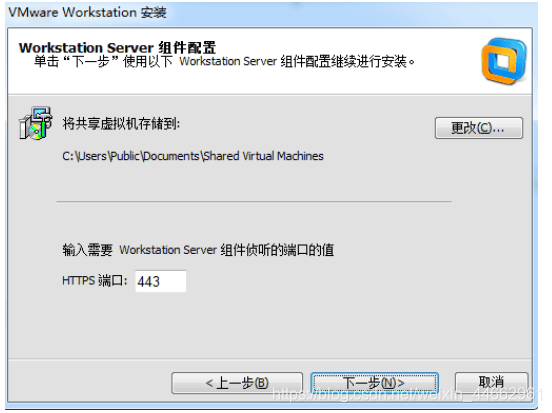 VMware Workstation 安装
Workstation Server 组件配置
单击“下一步”使用以下 Workstation Server 组件配置继续进行安装。
将共享虚拟机存储到:
更改(C)...
C:\Users\Public\Documents\Shared Virtual Machines
输入需要 Workstation Server 组件侦听的端口的值
HTTPS 端口: 443
<上一步(B)
下一步(N)>
取消
https://blog.csdn.net/weixin_44662961